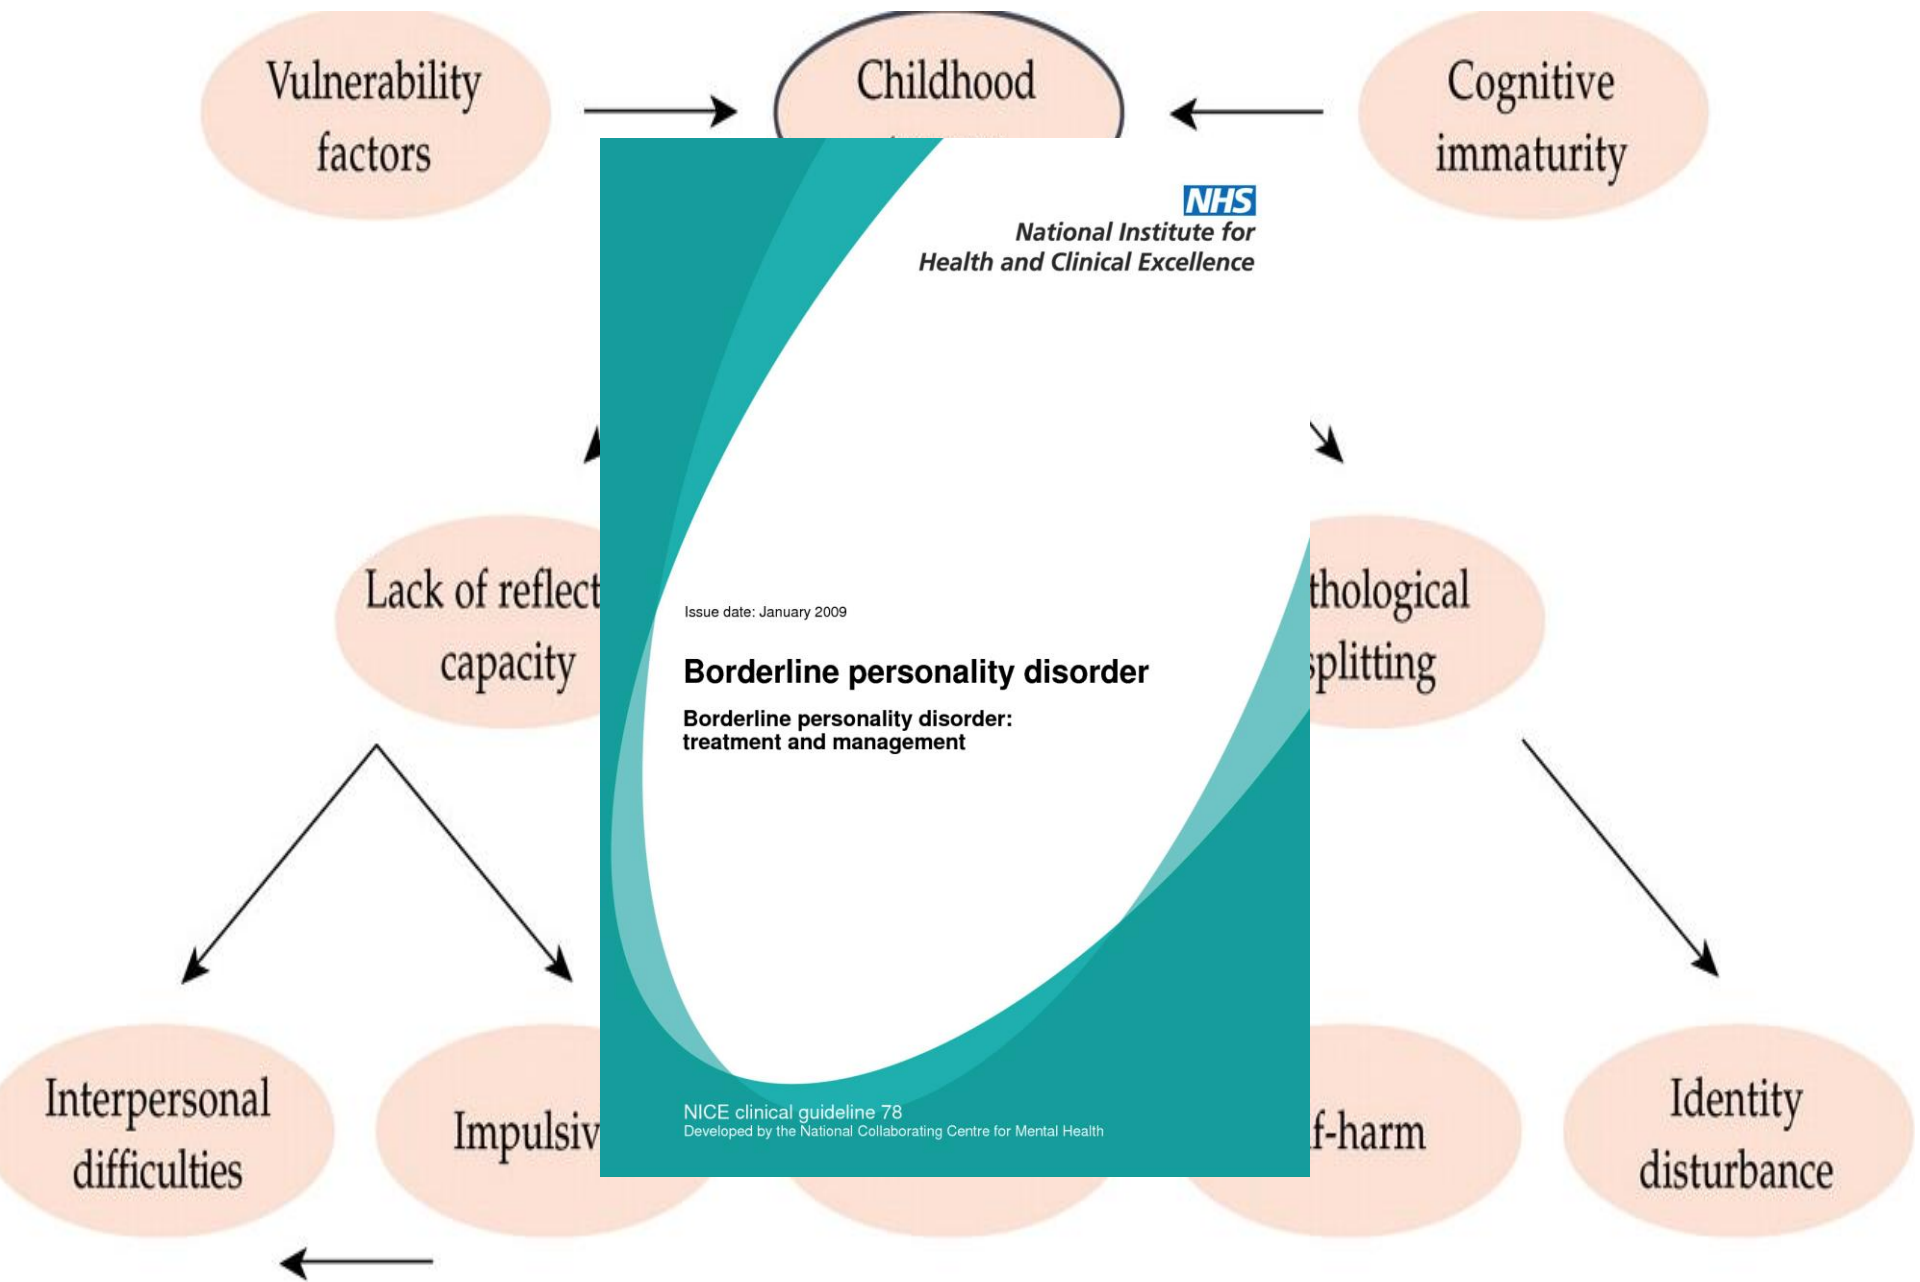 Vulnerability
factors
Childhood
Cognitive
immaturity
NHS
National Institute for
Health and Clinical Excellence
Lack of reflect
capacity
thological
splitting
Issue date: January 2009
Borderline personality disorder
Borderline personality disorder:
treatment and management
Interpersonal
difficulties
Impulsiv
f-harm
Identity
disturbance
NICE clinical guideline 78
Developed by the National Collaborating Centre for Mental Health